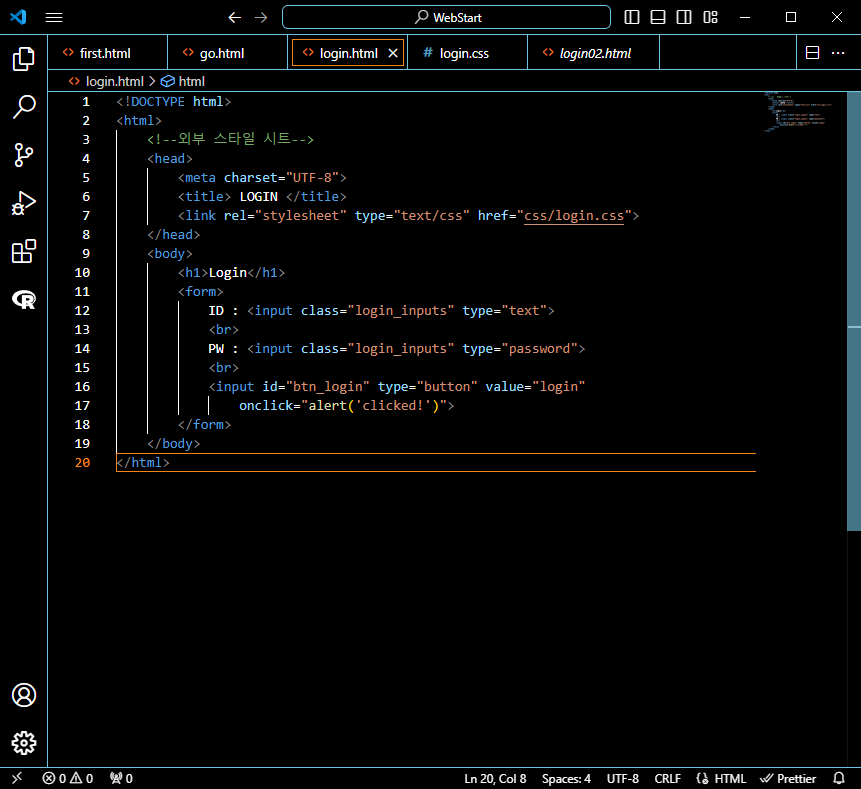 WebStart
first.html
go.html
login.html
# login.css
login02.html
login.html > html
1 <!DOCTYPE html>
2 <html>
3 <!--외부 스타일 시트-->
4 <head>
5 <meta charset="UTF-8">
6 <title> LOGIN </title>
7 <link rel="stylesheet" type="text/css" href="css/login.css">
8 </head>
9 <body>
10 <h1>Login</h1>
11 <form>
12 ID : <input class="login_inputs" type="text">
13 <br>
14 PW : <input class="login_inputs" type="password">
15 <br>
16 <input id="btn_login" type="button" value="login"
17 onclick="alert('clicked!')">
18 </form>
19 </body>
20 </html>
0 0 0 Ln 20, Col 8 Spaces: 4 UTF-8 CRLF HTML Prettier